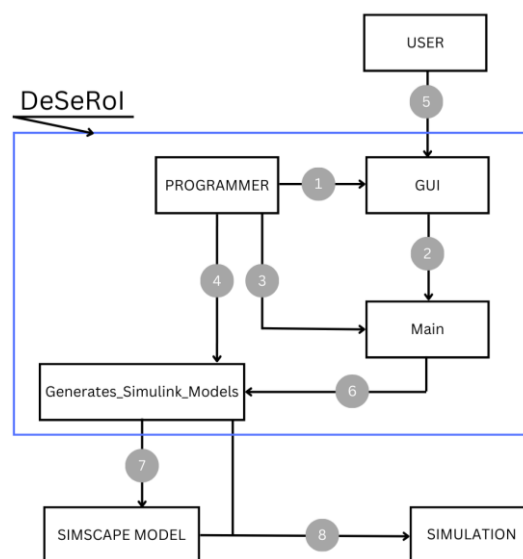 USER
5
DeSeRoI
PROGRAMMER
1
GUI
4
3
2
Main
Generates_Simulink_Models
6
7
SIMSCAPE MODEL
8
SIMULATION